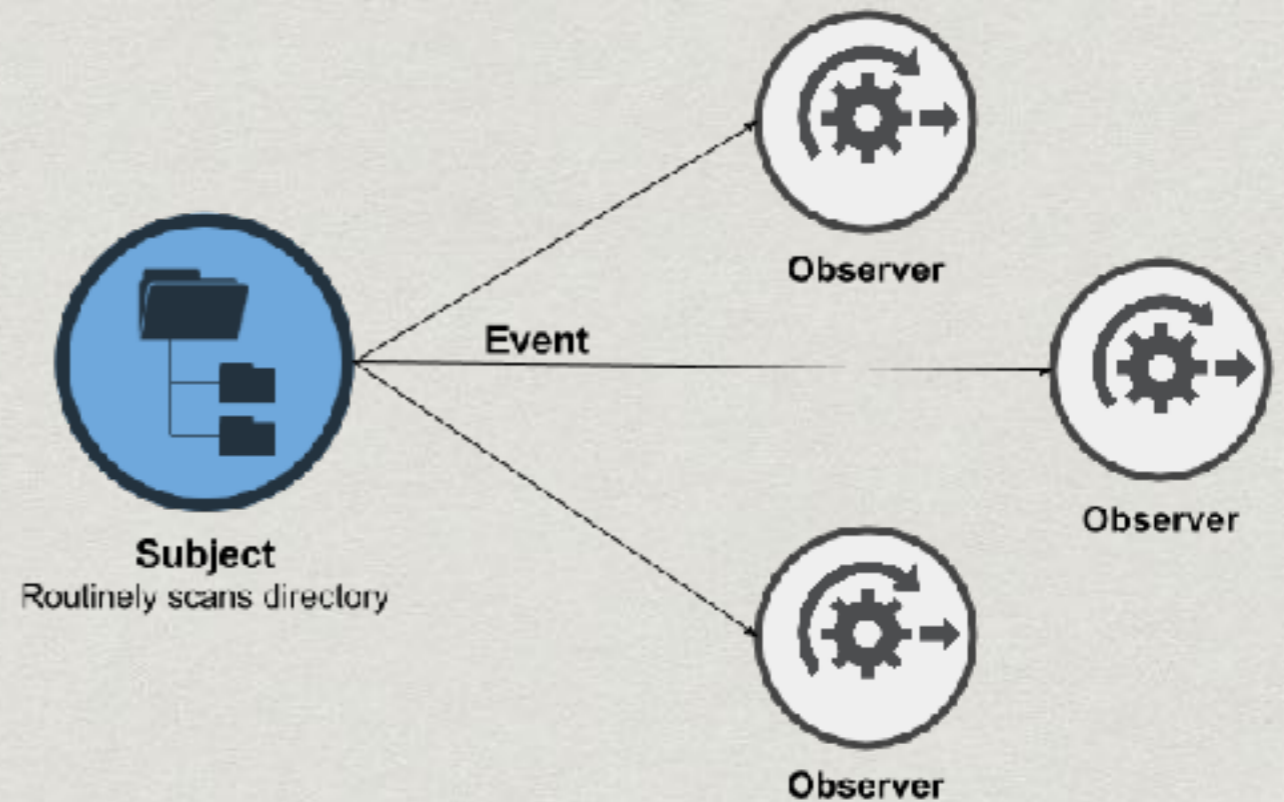 Observer
Event
Observer
Subject
Routinely scans directory
Observer